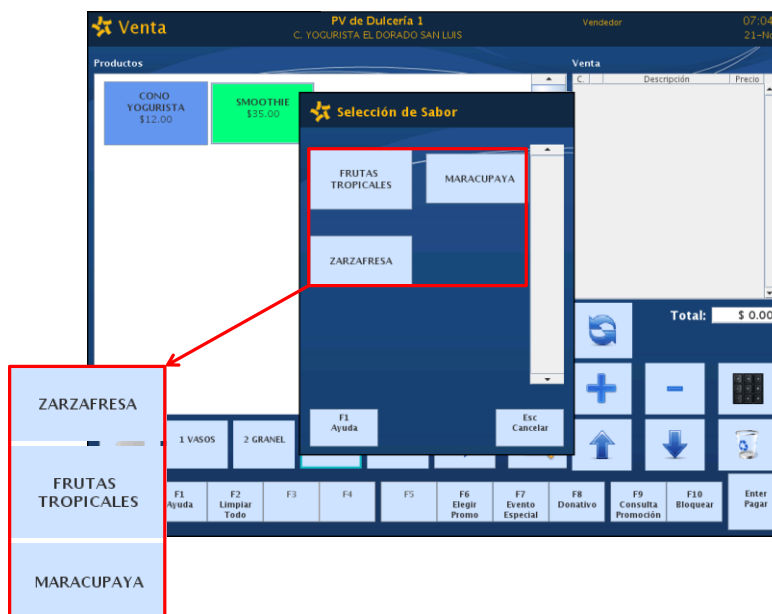 Venta
PV de Dulcería 1
C. YOGURISTA EL DORADO SAN LUIS
Vendedor
07:04
21-No
Productos
Venta
C.
Descripción
Precio
CONO
YOGURISTA
$12.00
SMOOTHIE
$35.00
Selección de Sabor
FRUTAS
TROPICALES
MARACUPAYA
ZARZAFRESA
F1
Ayuda
Esc
Cancelar
Total:
$ 0.00
1 VASOS
2 GRANEL
F1
Ayuda
F2
Limpiar
Todo
F3
F4
F5
F6
Elegir
Promo
F7
Evento
Especial
F8
Donativo
F9
Consulta
Promoción
F10
Bloquear
Enter
Pagar
ZARZAFRESA
FRUTAS
TROPICALES
MARACUPAYA